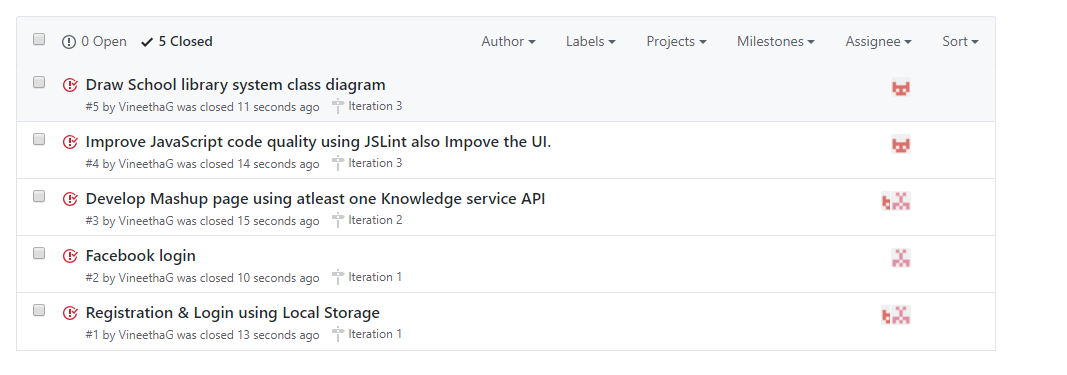 0 Open 5 Closed Author Labels Projects Milestones Assignee Sort
Draw School library system class diagram
#5 by VineethaG was closed 11 seconds ago Iteration 3
Improve JavaScript code quality using JSLint also Impove the UI.
#4 by VineethaG was closed 14 seconds ago Iteration 3
Develop Mashup page using atleast one Knowledge service API
#3 by VineethaG was closed 15 seconds ago Iteration 2
Facebook login
#2 by VineethaG was closed 10 seconds ago Iteration 1
Registration & Login using Local Storage
#1 by VineethaG was closed 13 seconds ago Iteration 1